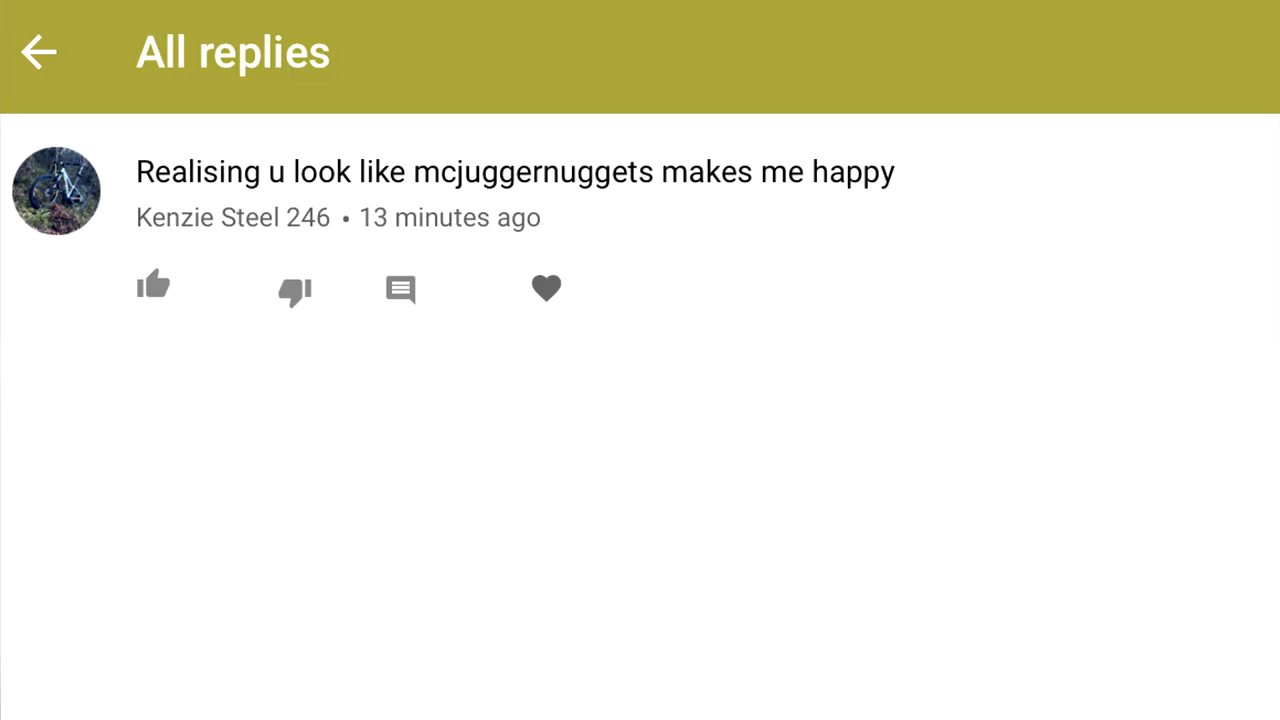 All replies
Realising u look like mcjuggernuggets makes me happy
Kenzie Steel 246 • 13 minutes ago